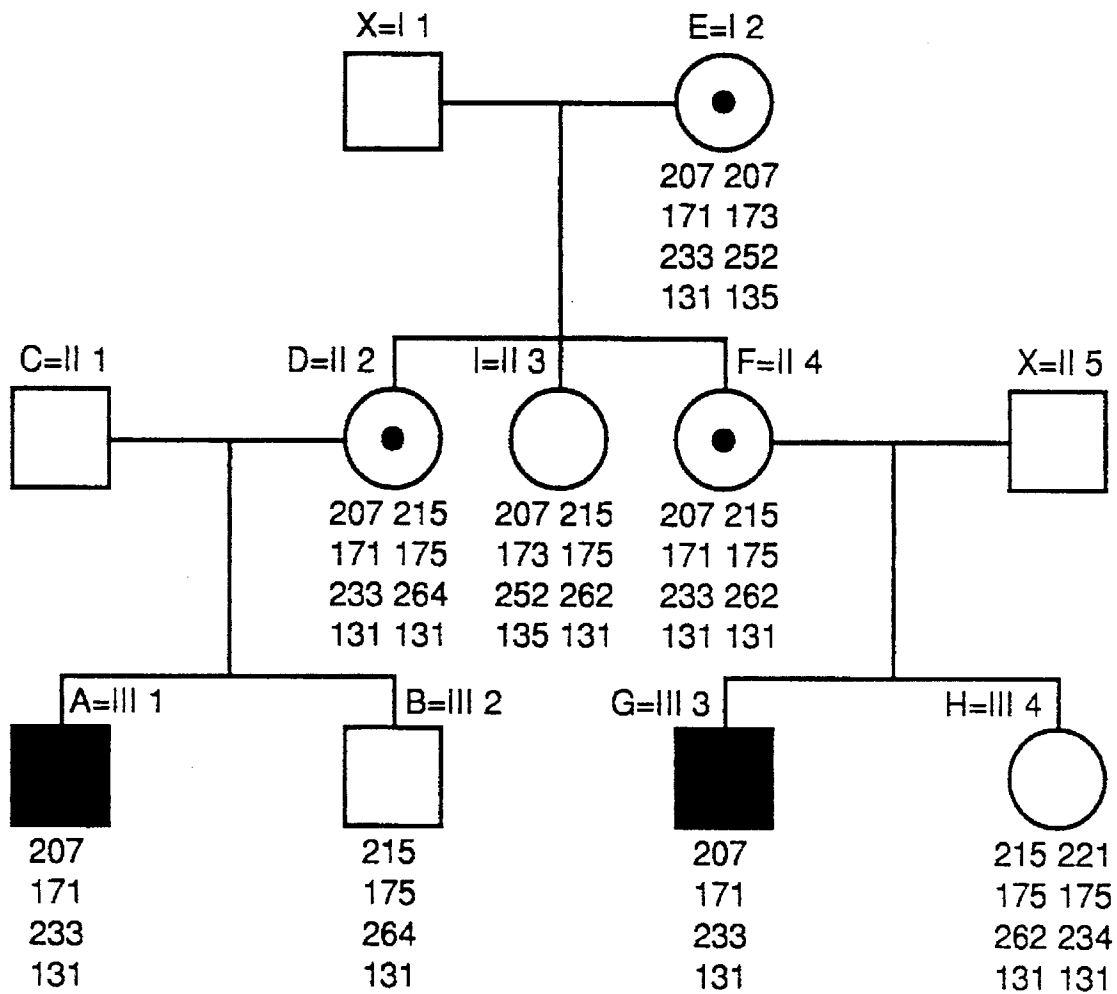 X=I 1 E=I 2
207 207
171 173
233 252
131 135
C=II 1 D=II 2 I=II 3 F=II 4 X=II 5
207 215 207 215 207 215
171 175 173 175 171 175
233 264 252 262 233 262
131 131 135 131 131 131
A=III 1 B=III 2 G=III 3 H=III 4
207 215 207 215 221
171 175 171 175 175
233 264 233 262 234
131 131 131 131 131